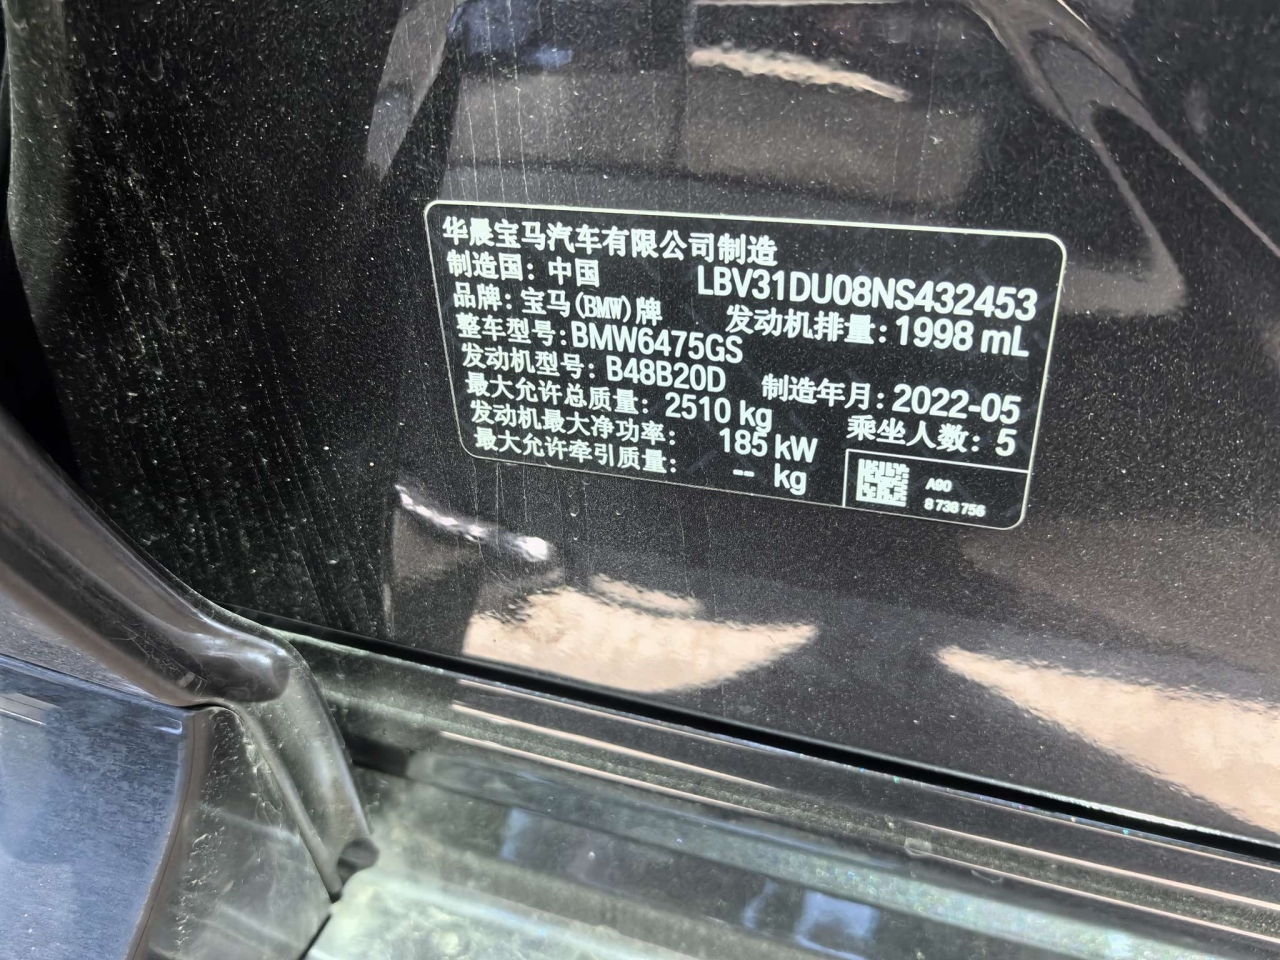 华晨宝马汽车有限公司制造
制造国：中国 LBV31DU08NS432453
品牌：宝马(BMW)牌 发动机排量：1998 mL
整车型号：BMW6475GS
发动机型号：B48B20D 制造年月：2022-05
最大允许总质量：2510 kg 乘坐人数：5
发动机最大净功率：185 kW
最大允许牵引质量：-- kg
A90
8 738 756